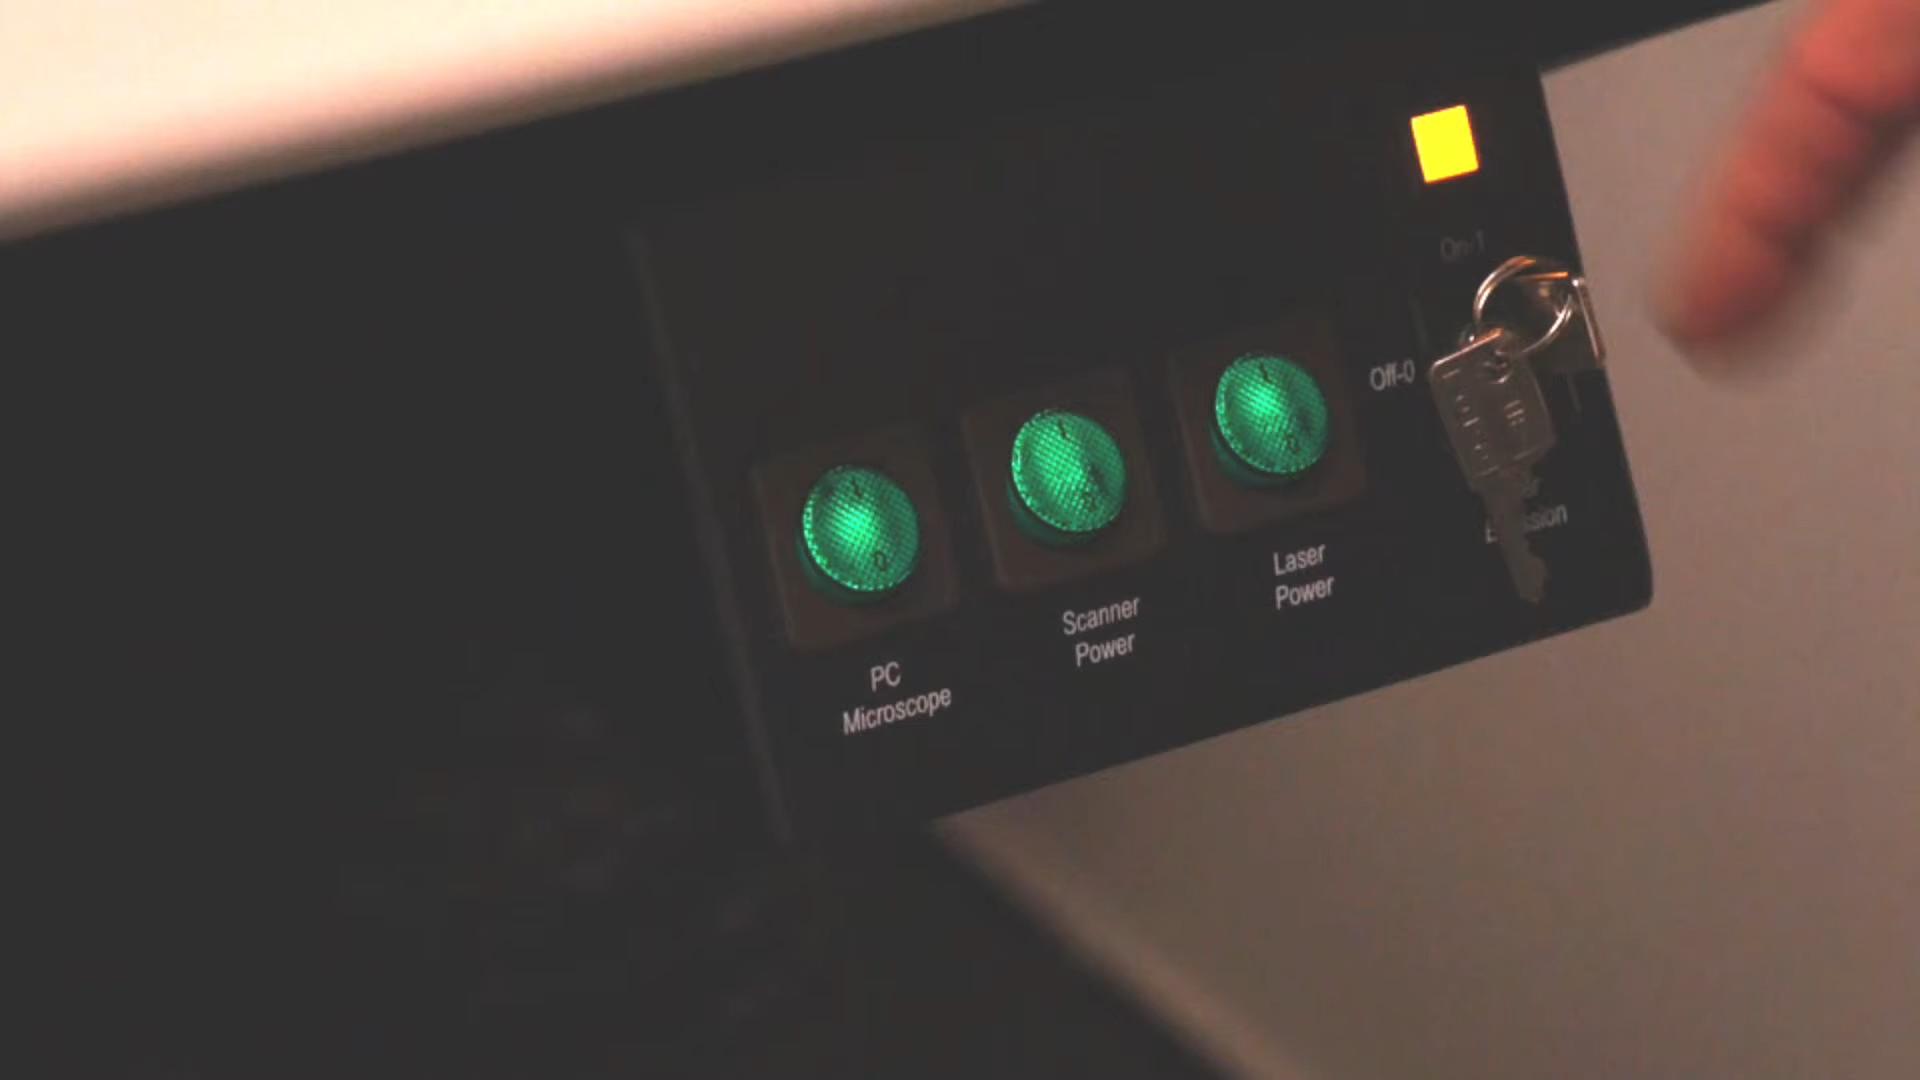 On-1
Off-0
PC
Microscope
Scanner
Power
Laser
Power